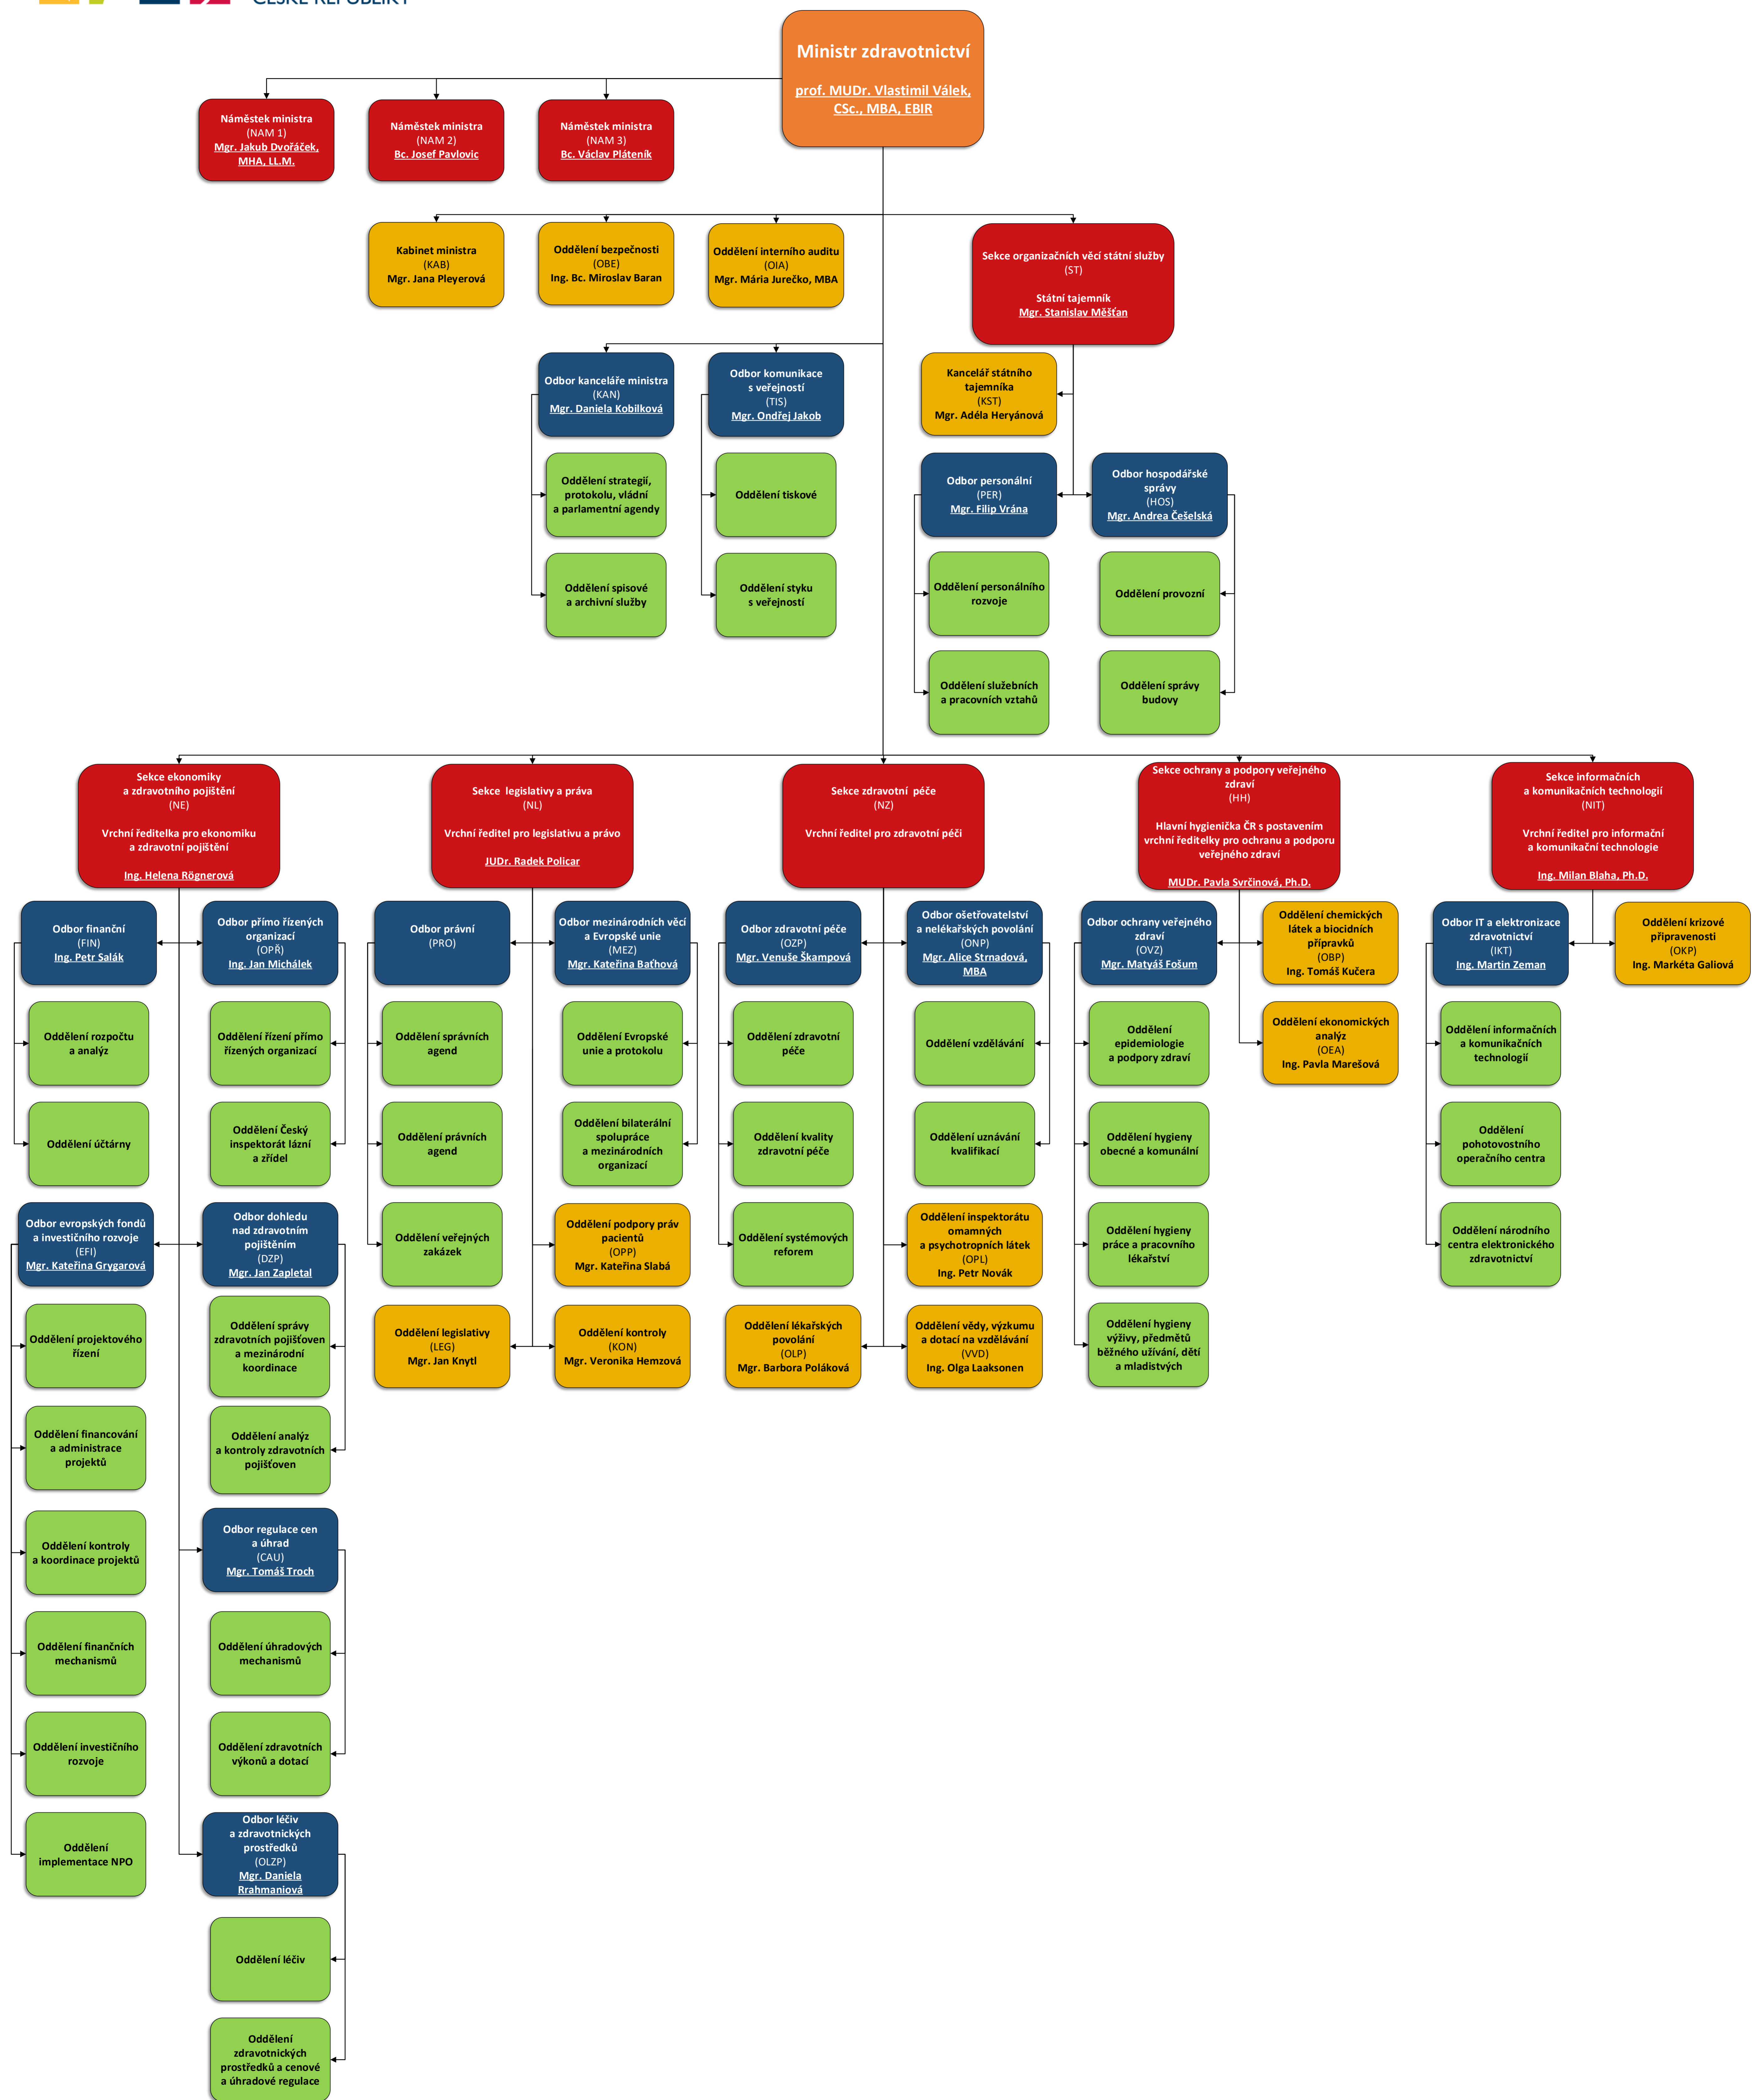 ČESKÉ REPUBLIKY
Ministr zdravotnictví
prof. MUDr. Vlastimil Válek,
CSc., MBA, EBIR
Náměstek ministra
(NAM 1)
Mgr. Jakub Dvořáček,
MHA, LL.M.
Náměstek ministra
(NAM 2)
Bc. Josef Pavlovic
Náměstek ministra
(NAM 3)
Bc. Václav Pláteník
Kabinet ministra
(KAB)
Mgr. Jana Pleyerová
Oddělení bezpečnosti
(OBE)
Ing. Bc. Miroslav Baran
Oddělení interního auditu
(OIA)
Mgr. Mária Jurečko, MBA
Sekce organizačních věcí státní služby
(ST)
Státní tajemník
Mgr. Stanislav Měšťan
Odbor kanceláře ministra
(KAN)
Mgr. Daniela Kobilková
Odbor komunikace
s veřejností
(TIS)
Mgr. Ondřej Jakob
Kancelář státního
tajemníka
(KST)
Mgr. Adéla Heryánová
Oddělení strategií,
protokolu, vládní
a parlamentní agendy
Oddělení tiskové
Odbor personální
(PER)
Mgr. Filip Vrána
Odbor hospodářské
správy
(HOS)
Mgr. Andrea Češelská
Oddělení spisové
a archivní služby
Oddělení styku
s veřejností
Oddělení personálního
rozvoje
Oddělení provozní
Oddělení služebních
a pracovních vztahů
Oddělení správy
budovy
Sekce ekonomiky
a zdravotního pojištění
(NE)
Vrchní ředitelka pro ekonomiku
a zdravotní pojištění
Ing. Helena Rögnerová
Sekce  legislativy a práva
(NL)
Vrchní ředitel pro legislativu a právo
JUDr. Radek Policar
Sekce zdravotní  péče
(NZ)
Vrchní ředitel pro zdravotní péči
Sekce ochrany a podpory veřejného
zdraví
(HH)
Hlavní hygienička ČR s postavením
vrchní ředitelky pro ochranu a podporu
veřejného zdraví
MUDr. Pavla Svrčinová, Ph.D.
Sekce informačních
a komunikačních technologií
(NIT)
Vrchní ředitel pro informační
a komunikační technologie
Ing. Milan Blaha, Ph.D.
Odbor finanční
(FIN)
Ing. Petr Salák
Odbor přímo řízených
organizací
(OPŘ)
Ing. Jan Michálek
Odbor právní
(PRO)
Odbor mezinárodních věcí
a Evropské unie
(MEZ)
Mgr. Kateřina Baťhová
Odbor zdravotní péče
(OZP)
Mgr. Venuše Škampová
Odbor ošetřovatelství
a nelékařských povolání
(ONP)
Mgr. Alice Strnadová,
MBA
Odbor ochrany veřejného
zdraví
(OVZ)
Mgr. Matyáš Fošum
Oddělení chemických
látek a biocidních
přípravků
(OBP)
Ing. Tomáš Kučera
Odbor IT a elektronizace
zdravotnictví
(IKT)
Ing. Martin Zeman
Oddělení krizové
připravenosti
(OKP)
Ing. Markéta Galiová
Oddělení rozpočtu
a analýz
Oddělení řízení přímo
řízených organizací
Oddělení správních
agend
Oddělení Evropské
unie a protokolu
Oddělení zdravotní
péče
Oddělení vzdělávání
Oddělení
epidemiologie
a podpory zdraví
Oddělení ekonomických
analýz
(OEA)
Ing. Pavla Marešová
Oddělení informačních
a komunikačních
technologií
Oddělení účtárny
Oddělení Český
inspektorát lázní
a zřídel
Oddělení právních
agend
Oddělení bilaterální
spolupráce
a mezinárodních
organizací
Oddělení kvality
zdravotní péče
Oddělení uznávání
kvalifikací
Oddělení hygieny
obecné a komunální
Oddělení
pohotovostního
operačního centra
Odbor evropských fondů
a investičního rozvoje
(EFI)
Mgr. Kateřina Grygarová
Odbor dohledu
nad zdravotním
pojištěním
(DZP)
Mgr. Jan Zapletal
Oddělení veřejných
zakázek
Oddělení podpory práv
pacientů
(OPP)
Mgr. Kateřina Slabá
Oddělení systémových
reforem
Oddělení inspektorátu
omamných
a psychotropních látek
(OPL)
Ing. Petr Novák
Oddělení hygieny
práce a pracovního
lékařství
Oddělení národního
centra elektronického
zdravotnictví
Oddělení projektového
řízení
Oddělení správy
zdravotních pojišťoven
a mezinárodní
koordinace
Oddělení legislativy
(LEG)
Mgr. Jan Knytl
Oddělení kontroly
(KON)
Mgr. Veronika Hemzová
Oddělení lékařských
povolání
(OLP)
Mgr. Barbora Poláková
Oddělení vědy, výzkumu
a dotací na vzdělávání
(VVD)
Ing. Olga Laaksonen
Oddělení hygieny
výživy, předmětů
běžného užívání, dětí
a mladistvých
Oddělení financování
a administrace
projektů
Oddělení analýz
a kontroly zdravotních
pojišťoven
Oddělení kontroly
a koordinace projektů
Odbor regulace cen
a úhrad
(CAU)
Mgr. Tomáš Troch
Oddělení finančních
mechanismů
Oddělení úhradových
mechanismů
Oddělení investičního
rozvoje
Oddělení zdravotních
výkonů a dotací
Oddělení
implementace NPO
Odbor léčiv
a zdravotnických
prostředků
(OLZP)
Mgr. Daniela
Rrahmaniová
Oddělení léčiv
Oddělení
zdravotnických
prostředků a cenové
a úhradové regulace